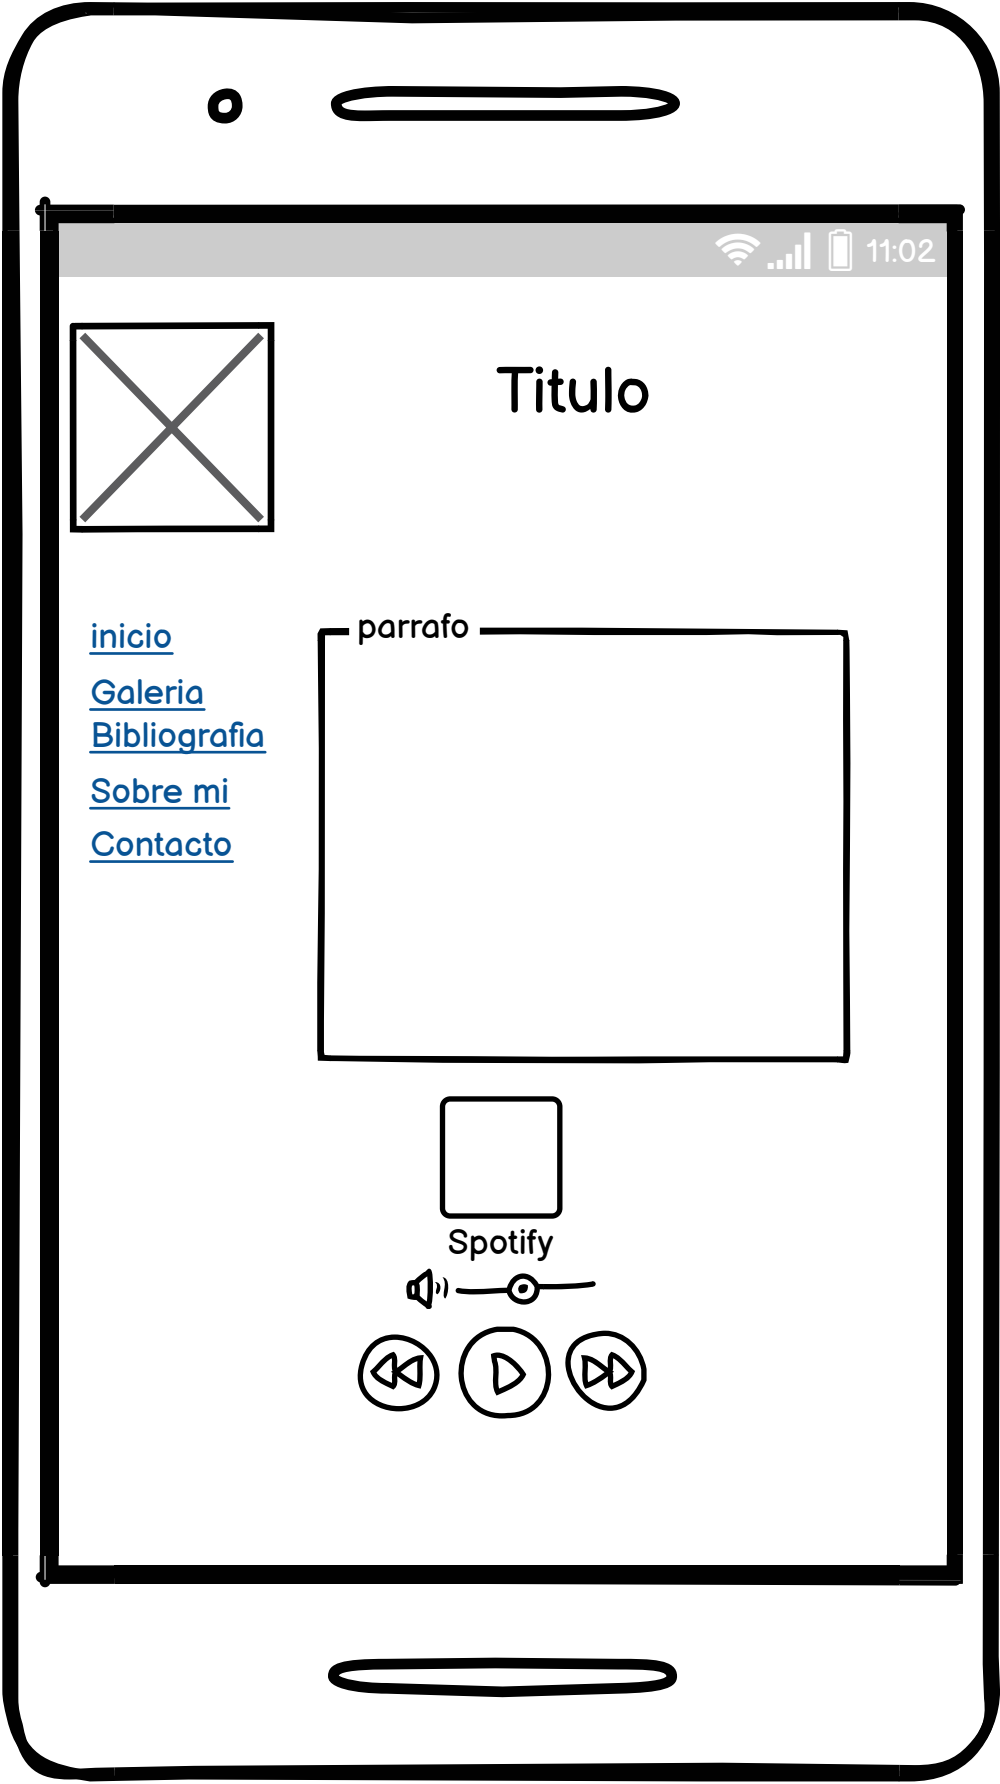 11:02
Titulo
inicio
Galeria
Bibliografia
Sobre mi
Contacto
parrafo
Spotify